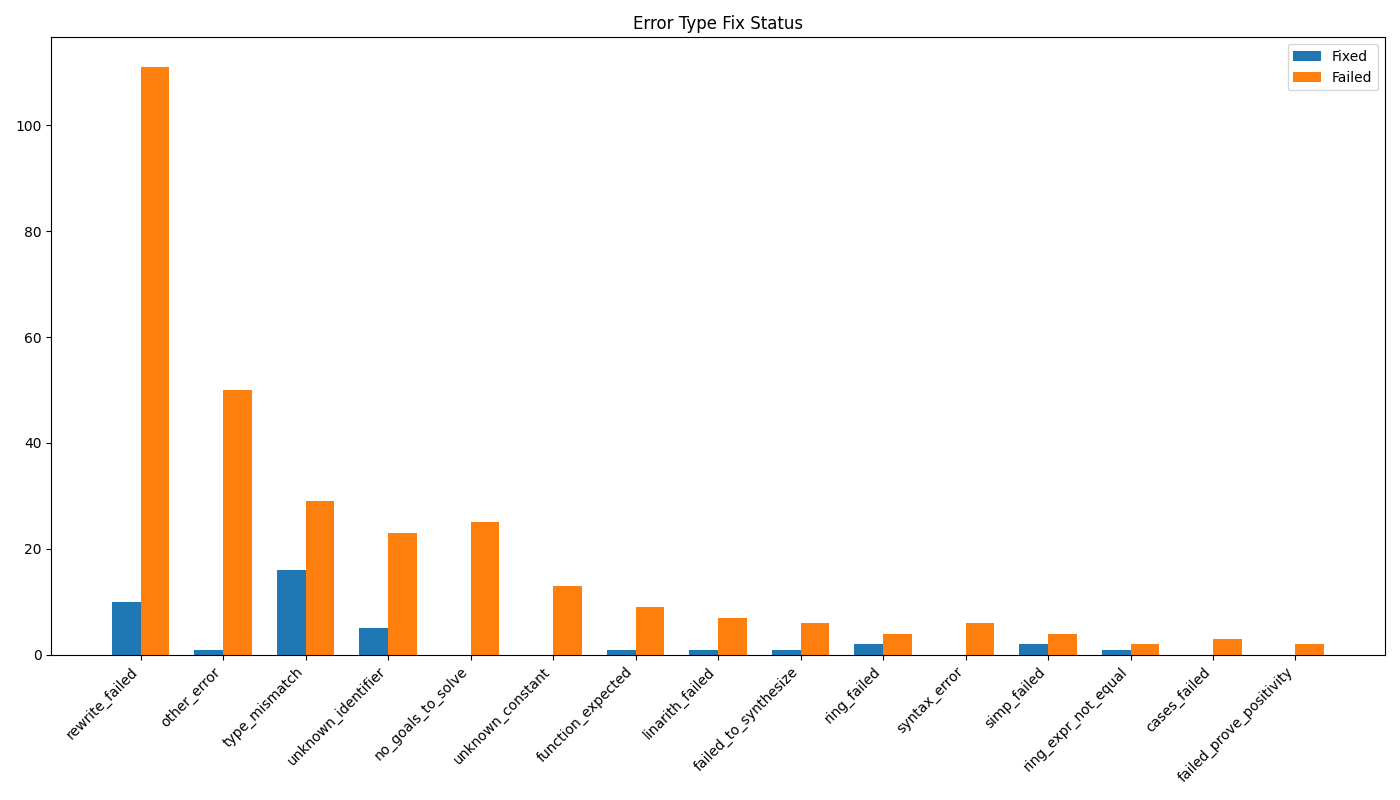 Error Type Fix Status
Fixed
Failed
100
80
60
40
20
0
rewrite_failed
other_error
type_mismatch
unknown_identifier
no_goals_to_solve
unknown_constant
function_expected
linarith_failed
failed_to_synthesize
ring_failed
syntax_error
simp_failed
ring_expr_not_equal
cases_failed
failed_prove_positivity